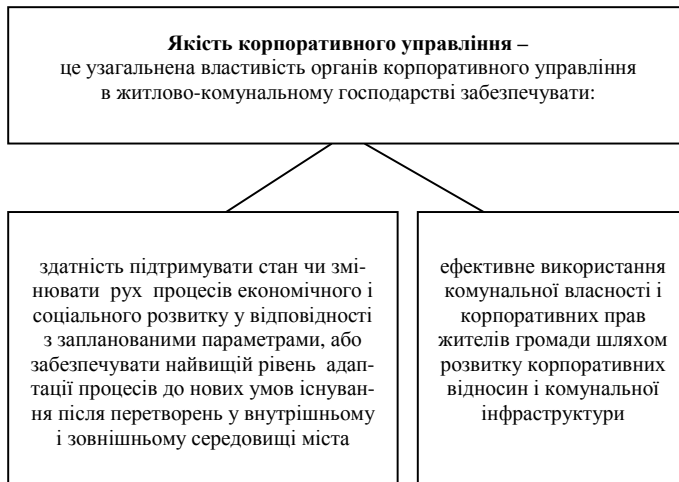 Якість корпоративного управління –
це узагальнена властивість органів корпоративного управління
в житлово-комунальному господарстві забезпечувати:
здатність підтримувати стан чи змі-
нювати рух процесів економічного і
соціального розвитку у відповідності
з запланованими параметрами, або
забезпечувати найвищій рівень адап-
тації процесів до нових умов існуван-
ня після перетворень у внутрішньому
і зовнішньому середовищі міста
ефективне використання
комунальної власності і
корпоративних прав
жителів громади шляхом
розвитку корпоративних
відносин і комунальної
інфраструктури